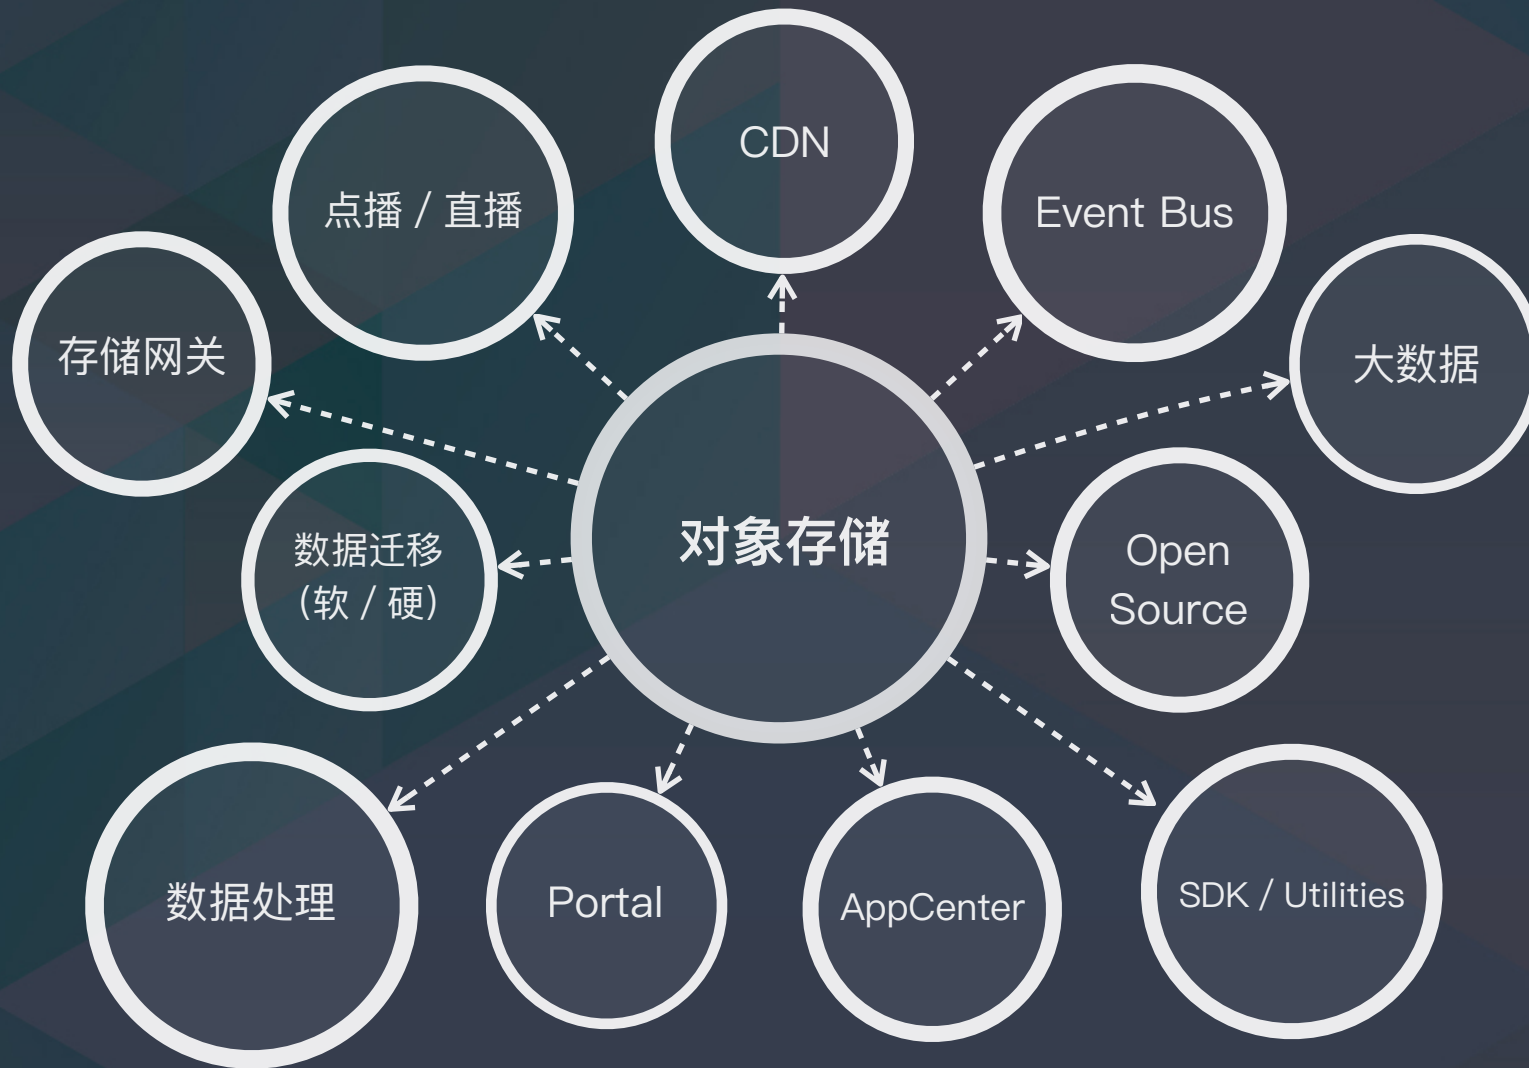 CDN
点播 / 直播
Event Bus
存储网关
大数据
对象存储
数据迁移
（软 / 硬）
Open
Source
数据处理
Portal
AppCenter
SDK / Utilities